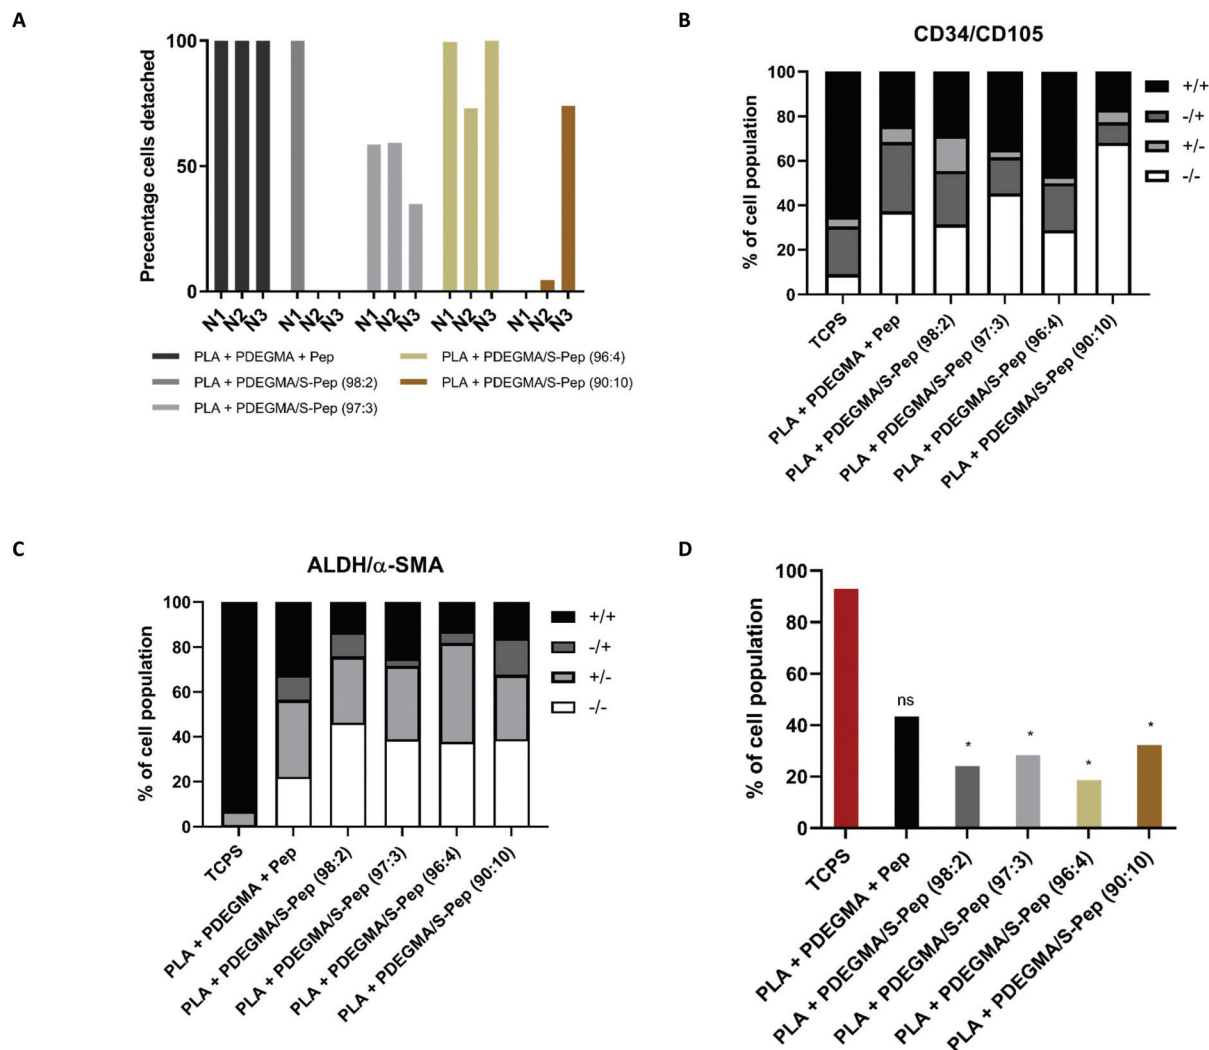 A
Precentage cells detached
100
50
0
N1 N2 N3 N1 N2 N3 N1 N2 N3 N1 N2 N3 N1 N2 N3
PLA + PDEGMA + Pep
PLA + PDEGMA/S-Pep (98:2)
PLA + PDEGMA/S-Pep (97:3)
PLA + PDEGMA/S-Pep (96:4)
PLA + PDEGMA/S-Pep (90:10)
B
CD34/CD105
% of cell population
100
80
60
40
20
0
TCPS
PLA + PDEGMA + Pep
PLA + PDEGMA/S-Pep (98:2)
PLA + PDEGMA/S-Pep (97:3)
PLA + PDEGMA/S-Pep (96:4)
PLA + PDEGMA/S-Pep (90:10)
+/+
-/+
+/-
-/-
C
ALDH/α-SMA
% of cell population
100
80
60
40
20
0
TCPS
PLA + PDEGMA + Pep
PLA + PDEGMA/S-Pep (98:2)
PLA + PDEGMA/S-Pep (97:3)
PLA + PDEGMA/S-Pep (96:4)
PLA + PDEGMA/S-Pep (90:10)
+/+
-/+
+/-
-/-
D
% of cell population
100
80
60
40
20
0
ns
*
*
*
*
TCPS
PLA + PDEGMA + Pep
PLA + PDEGMA/S-Pep (98:2)
PLA + PDEGMA/S-Pep (97:3)
PLA + PDEGMA/S-Pep (96:4)
PLA + PDEGMA/S-Pep (90:10)